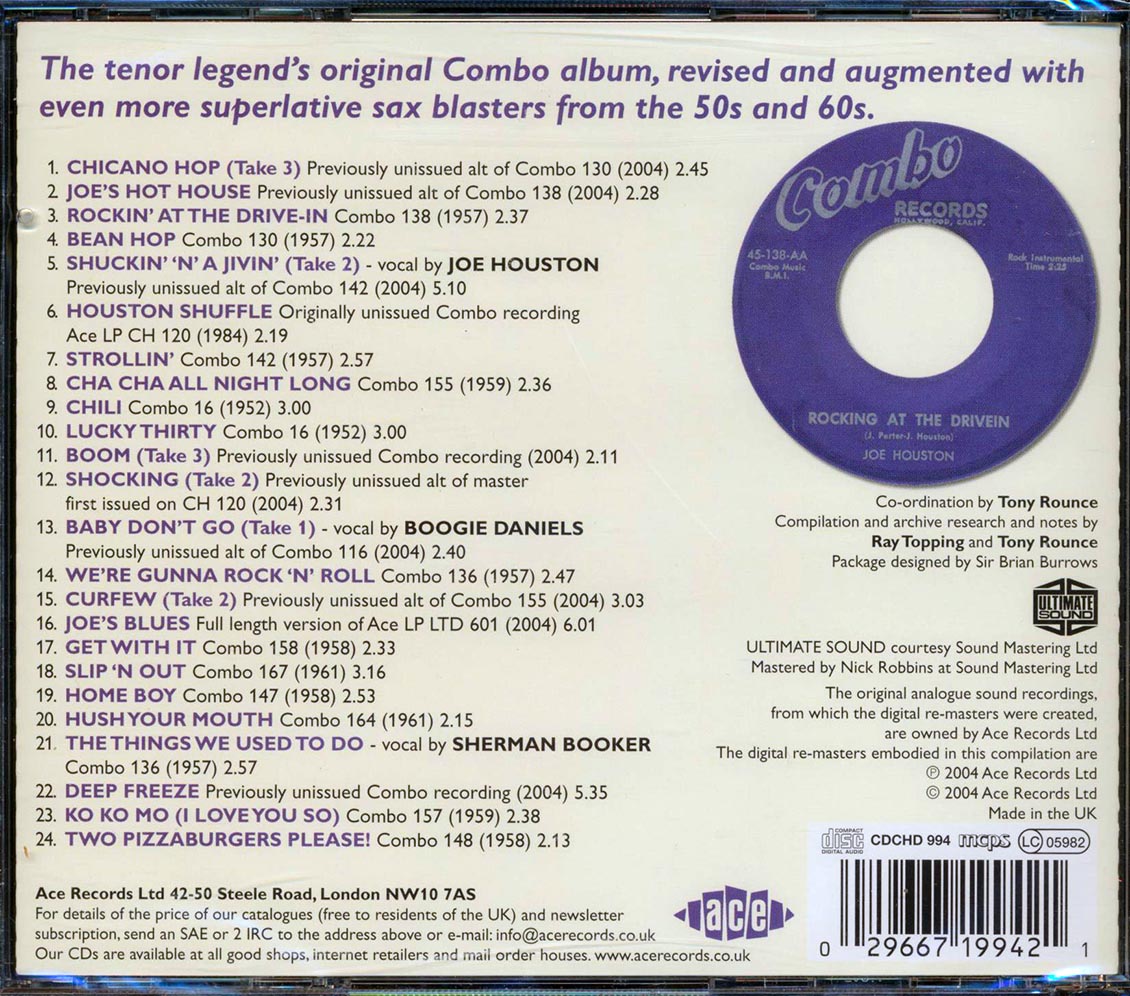 The tenor legend's original Combo album, revised and augmented with
even more superlative sax blasters from the 50s and 60s.
1. CHICANO HOP (Take 3) Previously unissued alt of Combo 130 (2004) 2.45
2. JOE'S HOT HOUSE Previously unissued alt of Combo 138 (2004) 2.28
3. ROCKIN' AT THE DRIVE-IN Combo 138 (1957) 2.37
4. BEAN HOP Combo 130 (1957) 2.22
5. SHUCKIN' 'N' A JIVIN' (Take 2) - vocal by JOE HOUSTON
Previously unissued alt of Combo 142 (2004) 5.10
6. HOUSTON SHUFFLE Originally unissued Combo recording
Ace LP CH 120 (1984) 2.19
7. STROLLIN' Combo 142 (1957) 2.57
8. CHA CHA ALL NIGHT LONG Combo 155 (1959) 2.36
9. CHILI Combo 16 (1952) 3.00
10. LUCKY THIRTY Combo 16 (1952) 3.00
11. BOOM (Take 3) Previously unissued Combo recording (2004) 2.11
12. SHOCKING (Take 2) Previously unissued alt of master
first issued on CH 120 (2004) 2.31
13. BABY DON'T GO (Take 1) - vocal by BOOGIE DANIELS
Previously unissued alt of Combo 116 (2004) 2.40
14. WE'RE GUNNA ROCK 'N' ROLL Combo 136 (1957) 2.47
15. CURFEW (Take 2) Previously unissued alt of Combo 155 (2004) 3.03
16. JOE'S BLUES Full length version of Ace LP LTD 601 (2004) 6.01
17. GET WITH IT Combo 158 (1958) 2.33
18. SLIP 'N OUT Combo 167 (1961) 3.16
19. HOME BOY Combo 147 (1958) 2.53
20. HUSH YOUR MOUTH Combo 164 (1961) 2.15
21. THE THINGS WE USED TO DO - vocal by SHERMAN BOOKER
Combo 136 (1957) 2.57
22. DEEP FREEZE Previously unissued Combo recording (2004) 5.35
23. KO KO MO (I LOVE YOU SO) Combo 157 (1959) 2.38
24. TWO PIZZABURGERS PLEASE! Combo 148 (1958) 2.13
Combo
RECORDS
HOLLYWOOD, CALIF.
45-138-AA
Combo Music
B.M.I.
Rock Instrumental
Time 2:25
ROCKING AT THE DRIVEIN
(J. Porter-J. Houston)
JOE HOUSTON
Co-ordination by Tony Rounce
Compilation and archive research and notes by
Ray Topping and Tony Rounce
Package designed by Sir Brian Burrows
ULTIMATE
SOUND
ULTIMATE SOUND courtesy Sound Mastering Ltd
Mastered by Nick Robbins at Sound Mastering Ltd
The original analogue sound recordings,
from which the digital re-masters were created,
are owned by Ace Records Ltd
The digital re-masters embodied in this compilation are
℗ 2004 Ace Records Ltd
© 2004 Ace Records Ltd
Made in the UK
COMPACT
disc
DIGITAL AUDIO
CDCHD 994 mcps LC 05982
0 29667 19942 1
Ace Records Ltd 42-50 Steele Road, London NW10 7AS
For details of the price of our catalogues (free to residents of the UK) and newsletter
subscription, send an SAE or 2 IRC to the address above or e-mail: info@acerecords.co.uk
Our CDs are available at all good shops, internet retailers and mail order houses. www.acerecords.co.uk
ace